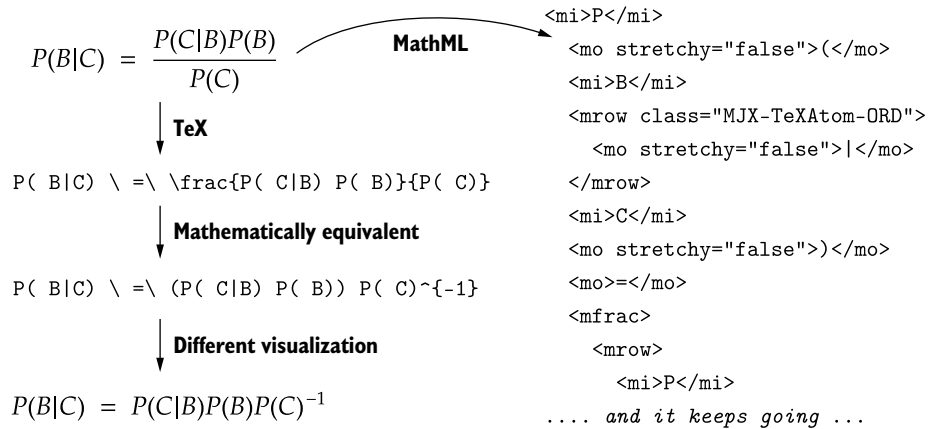 P(B|C) = P(C|B)P(B) / P(C)
MathML
TeX
P( B|C) \ =\ \frac{P( C|B) P( B)}{P( C)}
Mathematically equivalent
P( B|C) \ =\ (P( C|B) P( B)) P( C)^{-1}
Different visualization
P(B|C) = P(C|B)P(B)P(C)⁻¹
<mi>P</mi>
<mo stretchy="false">(</mo>
<mi>B</mi>
<mrow class="MJX-TeXAtom-ORD">
<mo stretchy="false">|</mo>
</mrow>
<mi>C</mi>
<mo stretchy="false">)</mo>
<mo>=</mo>
<mfrac>
<mrow>
<mi>P</mi>
.... and it keeps going ...